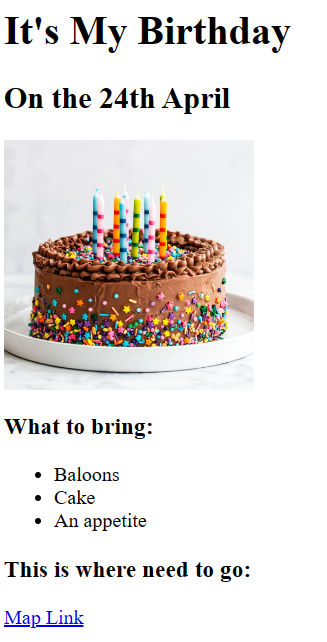 It's My Birthday
On the 24th April
What to bring:
Baloons
Cake
An appetite
This is where need to go:
Map Link